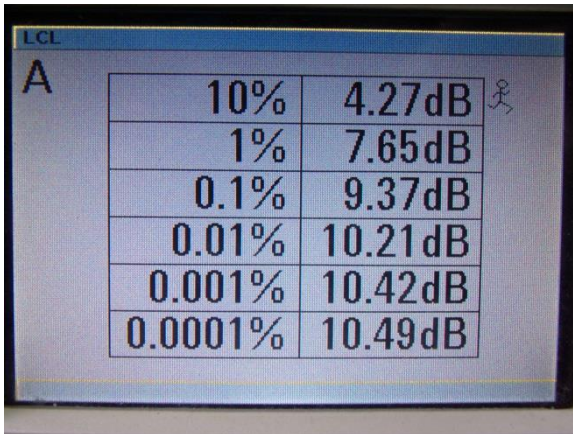 LCL
A
10% 4.27dB
1% 7.65dB
0.1% 9.37dB
0.01% 10.21dB
0.001% 10.42dB
0.0001% 10.49dB